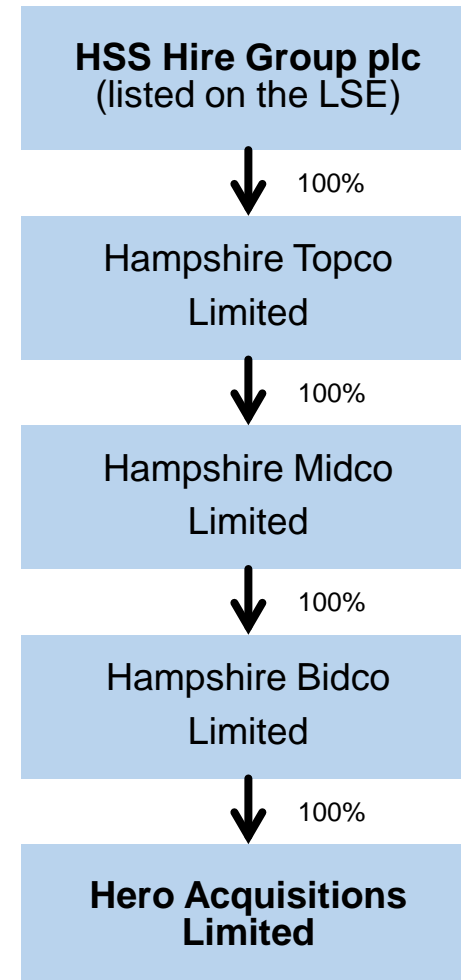 HSS Hire Group plc
(listed on the LSE)
100%
Hampshire Topco
Limited
100%
Hampshire Midco
Limited
100%
Hampshire Bidco
Limited
100%
Hero Acquisitions
Limited